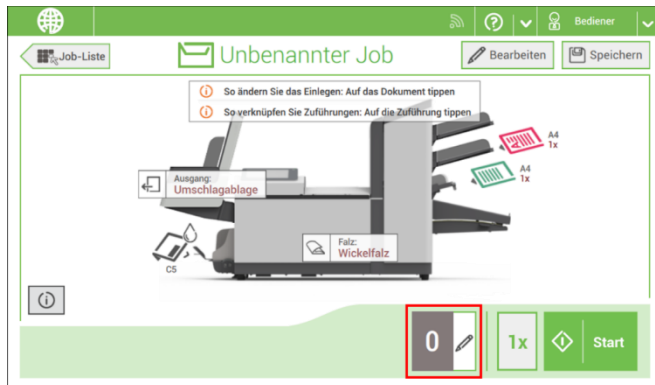 Bediener
Job-Liste
Unbenannter Job
Bearbeiten
Speichern
So ändern Sie das Einlegen: Auf das Dokument tippen
So verknüpfen Sie Zuführungen: Auf die Zuführung tippen
A4
1x
A4
1x
Ausgang:
Umschlagablage
Falz:
Wickelfalz
C5
0
1x
Start